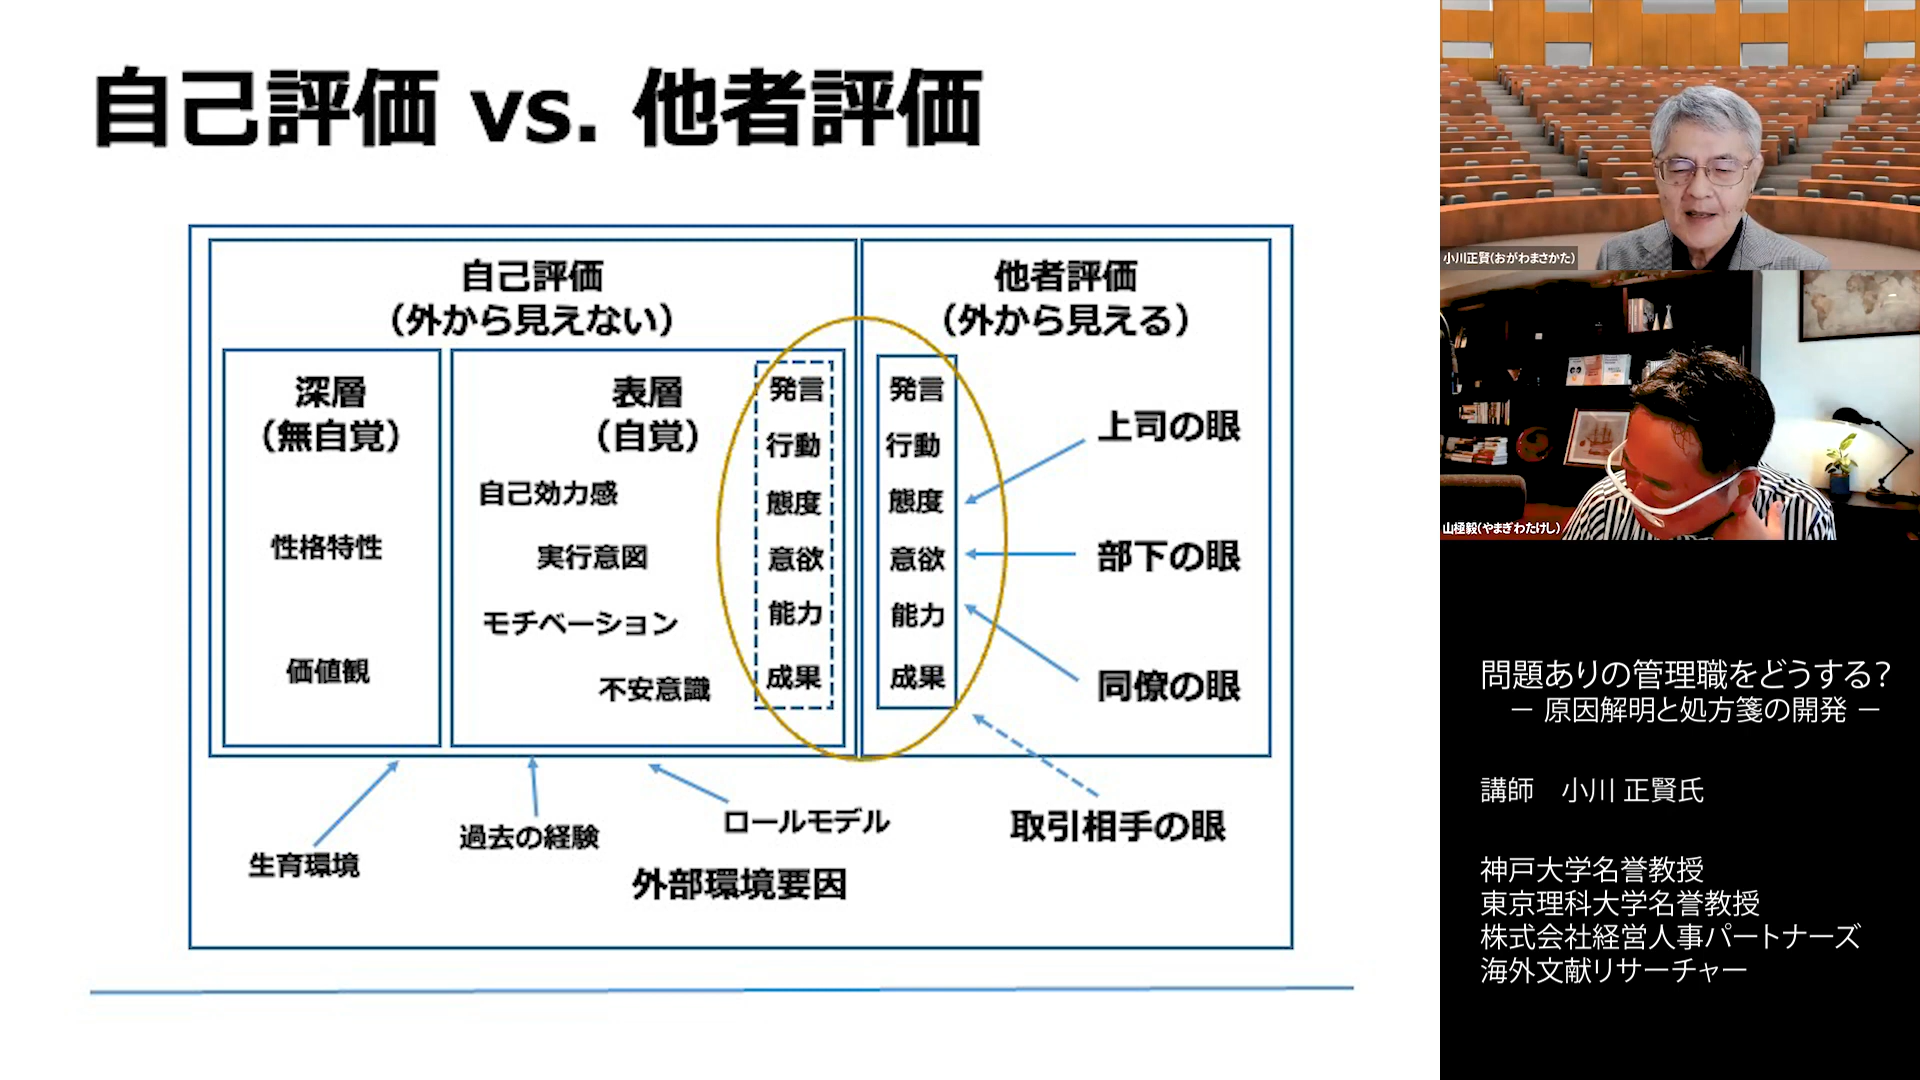 自己評価 vs. 他者評価
自己評価
（外から見えない）
他者評価
（外から見える）
深層
（無自覚）
性格特性
価値観
表層
（自覚）
自己効力感
実行意図
モチベーション
不安意識
発言
行動
態度
意欲
能力
成果
発言
行動
態度
意欲
能力
成果
上司の眼
部下の眼
同僚の眼
取引相手の眼
生育環境
過去の経験
ロールモデル
外部環境要因
小川正賢(おがわまさかた)
山極毅(やまぎわたけし)
問題ありの管理職をどうする？
－ 原因解明と処方箋の開発 －
講師　小川 正賢氏
神戸大学名誉教授
東京理科大学名誉教授
株式会社経営人事パートナーズ
海外文献リサーチャー